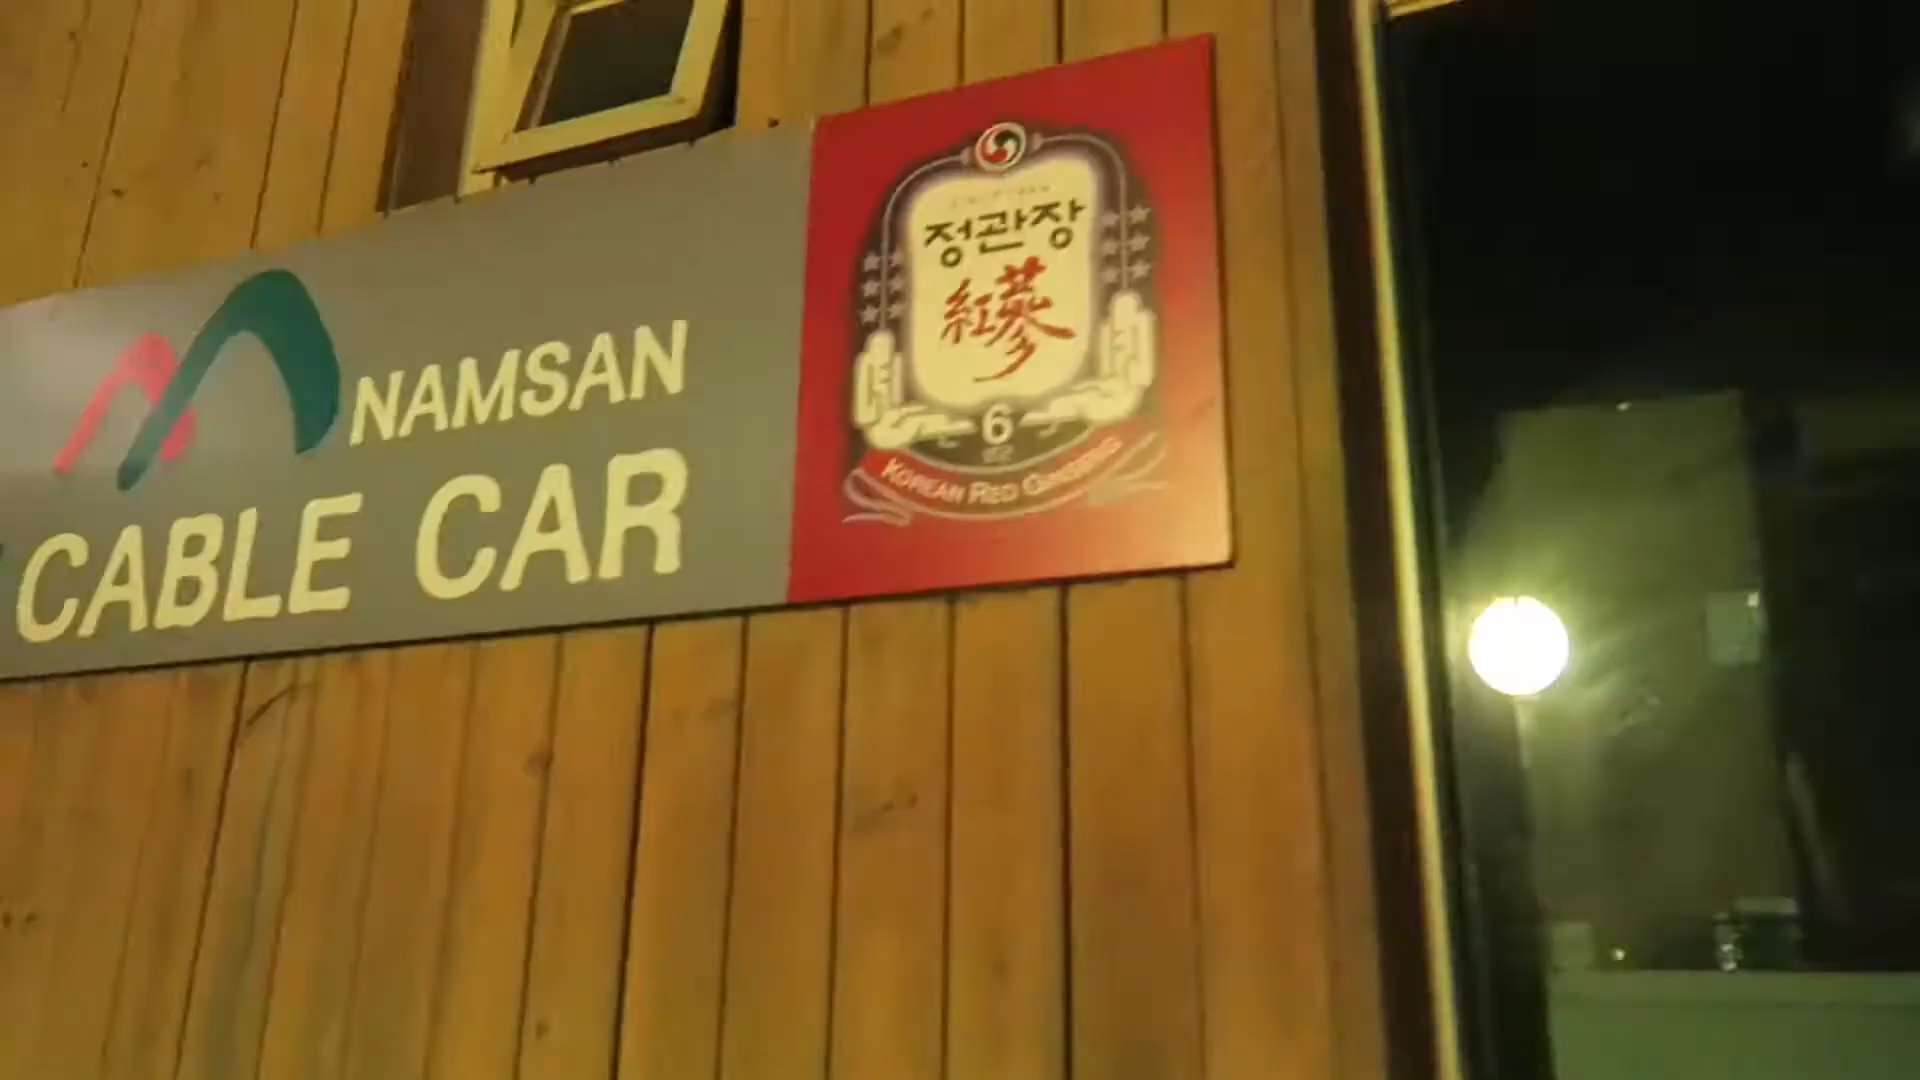 NAMSAN
CABLE CAR
정관장
紅蔘
6
KOREAN RED GINSENG